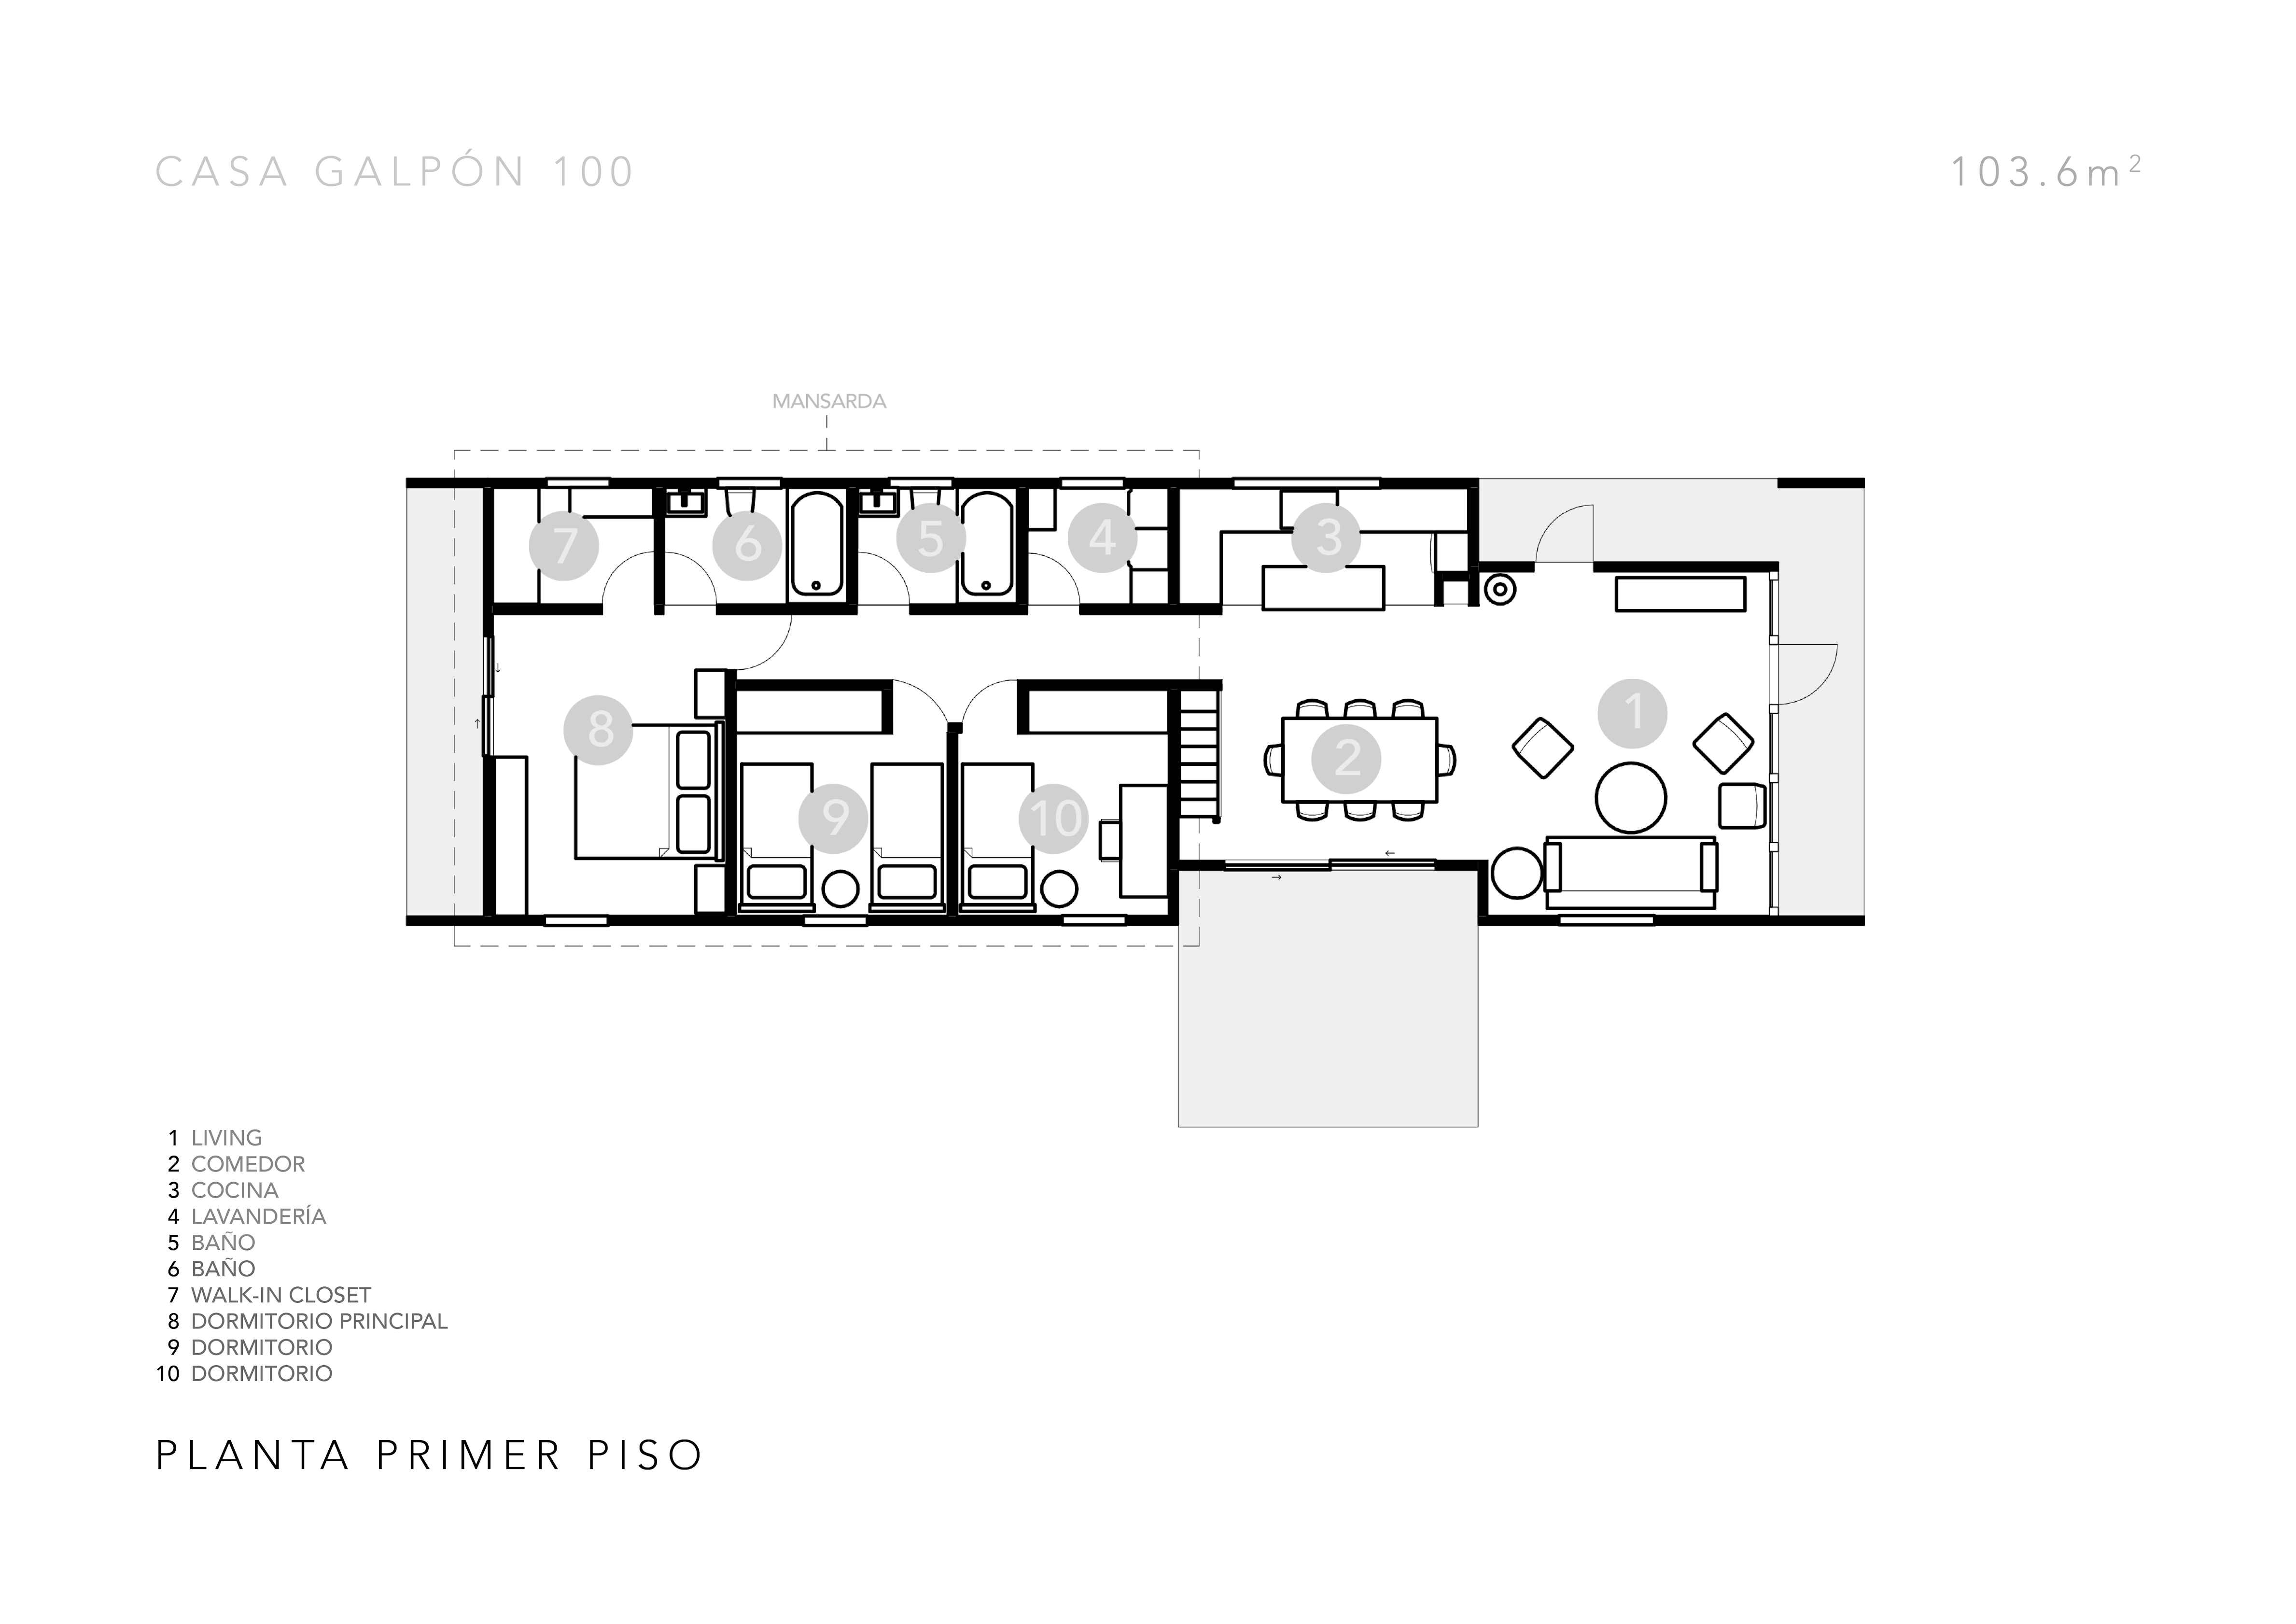 CASA GALPÓN 100
103.6m²
MANSARDA
7
6
5
4
3
8
1
2
9
10
1 LIVING
2 COMEDOR
3 COCINA
4 LAVANDERÍA
5 BAÑO
6 BAÑO
7 WALK-IN CLOSET
8 DORMITORIO PRINCIPAL
9 DORMITORIO
10 DORMITORIO
PLANTA PRIMER PISO